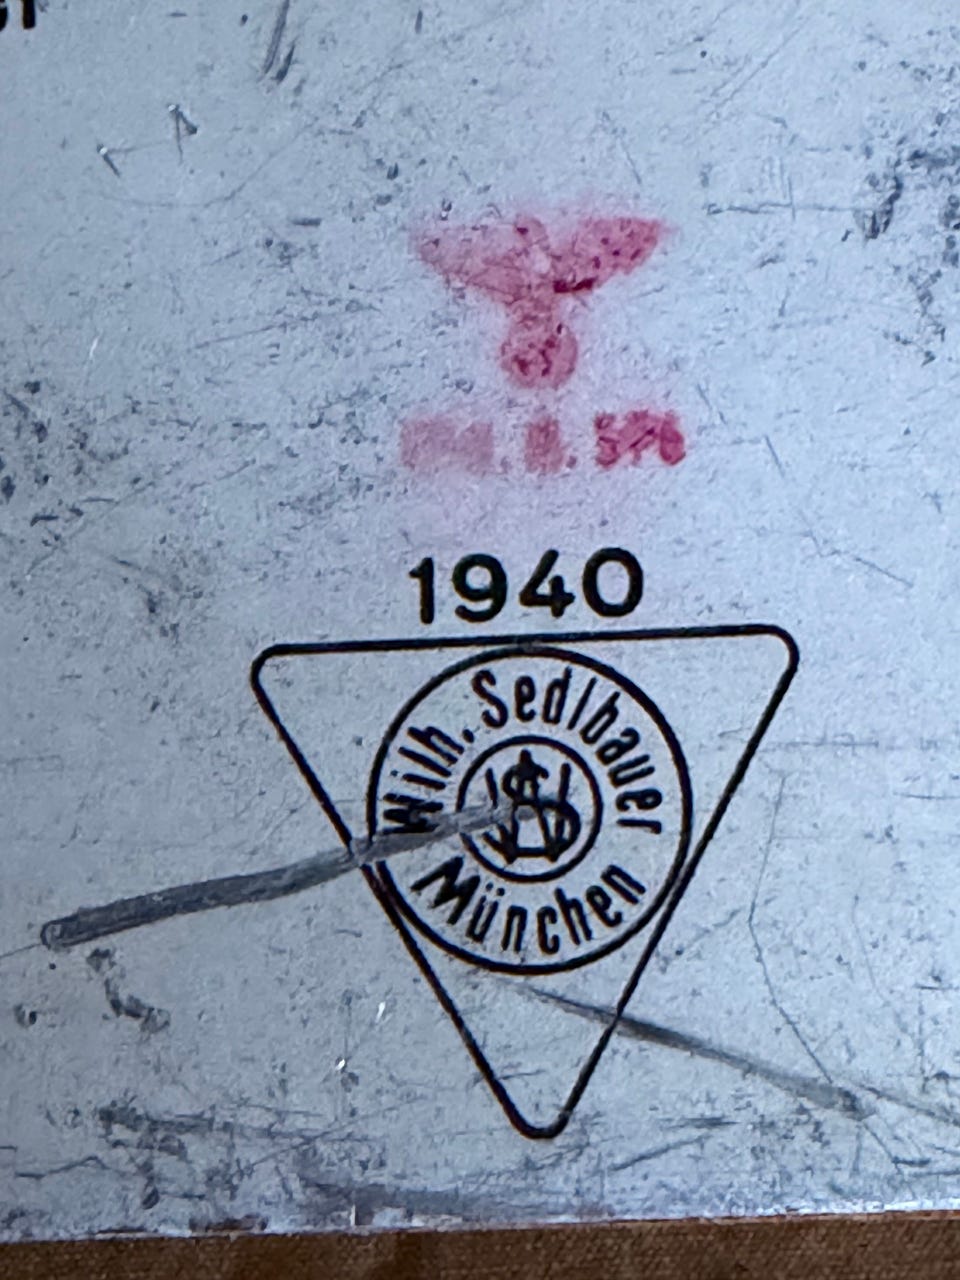 1940
Wilh. Sedlbauer
München